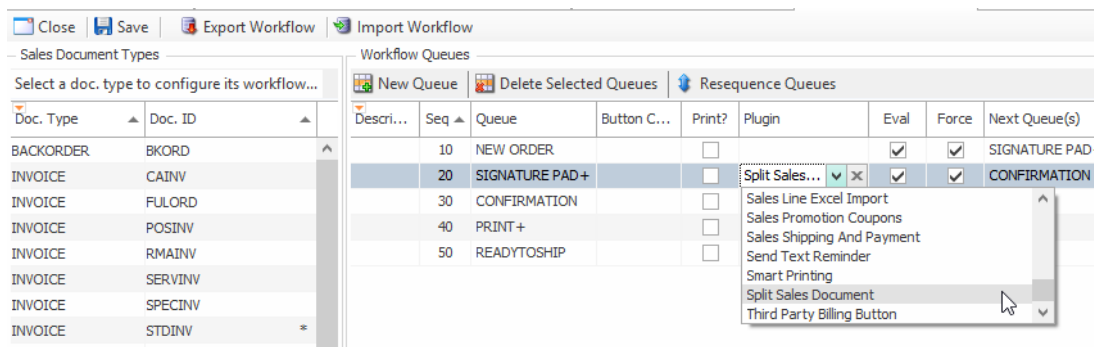 Close Save Export Workflow Import Workflow
Sales Document Types
Select a doc. type to configure its workflow...
Doc. Type Doc. ID
BACKORDER BKORD
INVOICE CAINV
INVOICE FULORD
INVOICE POSINV
INVOICE RMAINV
INVOICE SERVINV
INVOICE SPECINV
INVOICE STDINV *
Workflow Queues
New Queue Delete Selected Queues Resequence Queues
Descri... Seq Queue Button C... Print? Plugin Eval Force Next Queue(s)
10 NEW ORDER SIGNATURE PAD
20 SIGNATURE PAD+ Split Sales... CONFIRMATION
30 CONFIRMATION
40 PRINT+
50 READYTOSHIP
Sales Line Excel Import
Sales Promotion Coupons
Sales Shipping And Payment
Send Text Reminder
Smart Printing
Split Sales Document
Third Party Billing Button